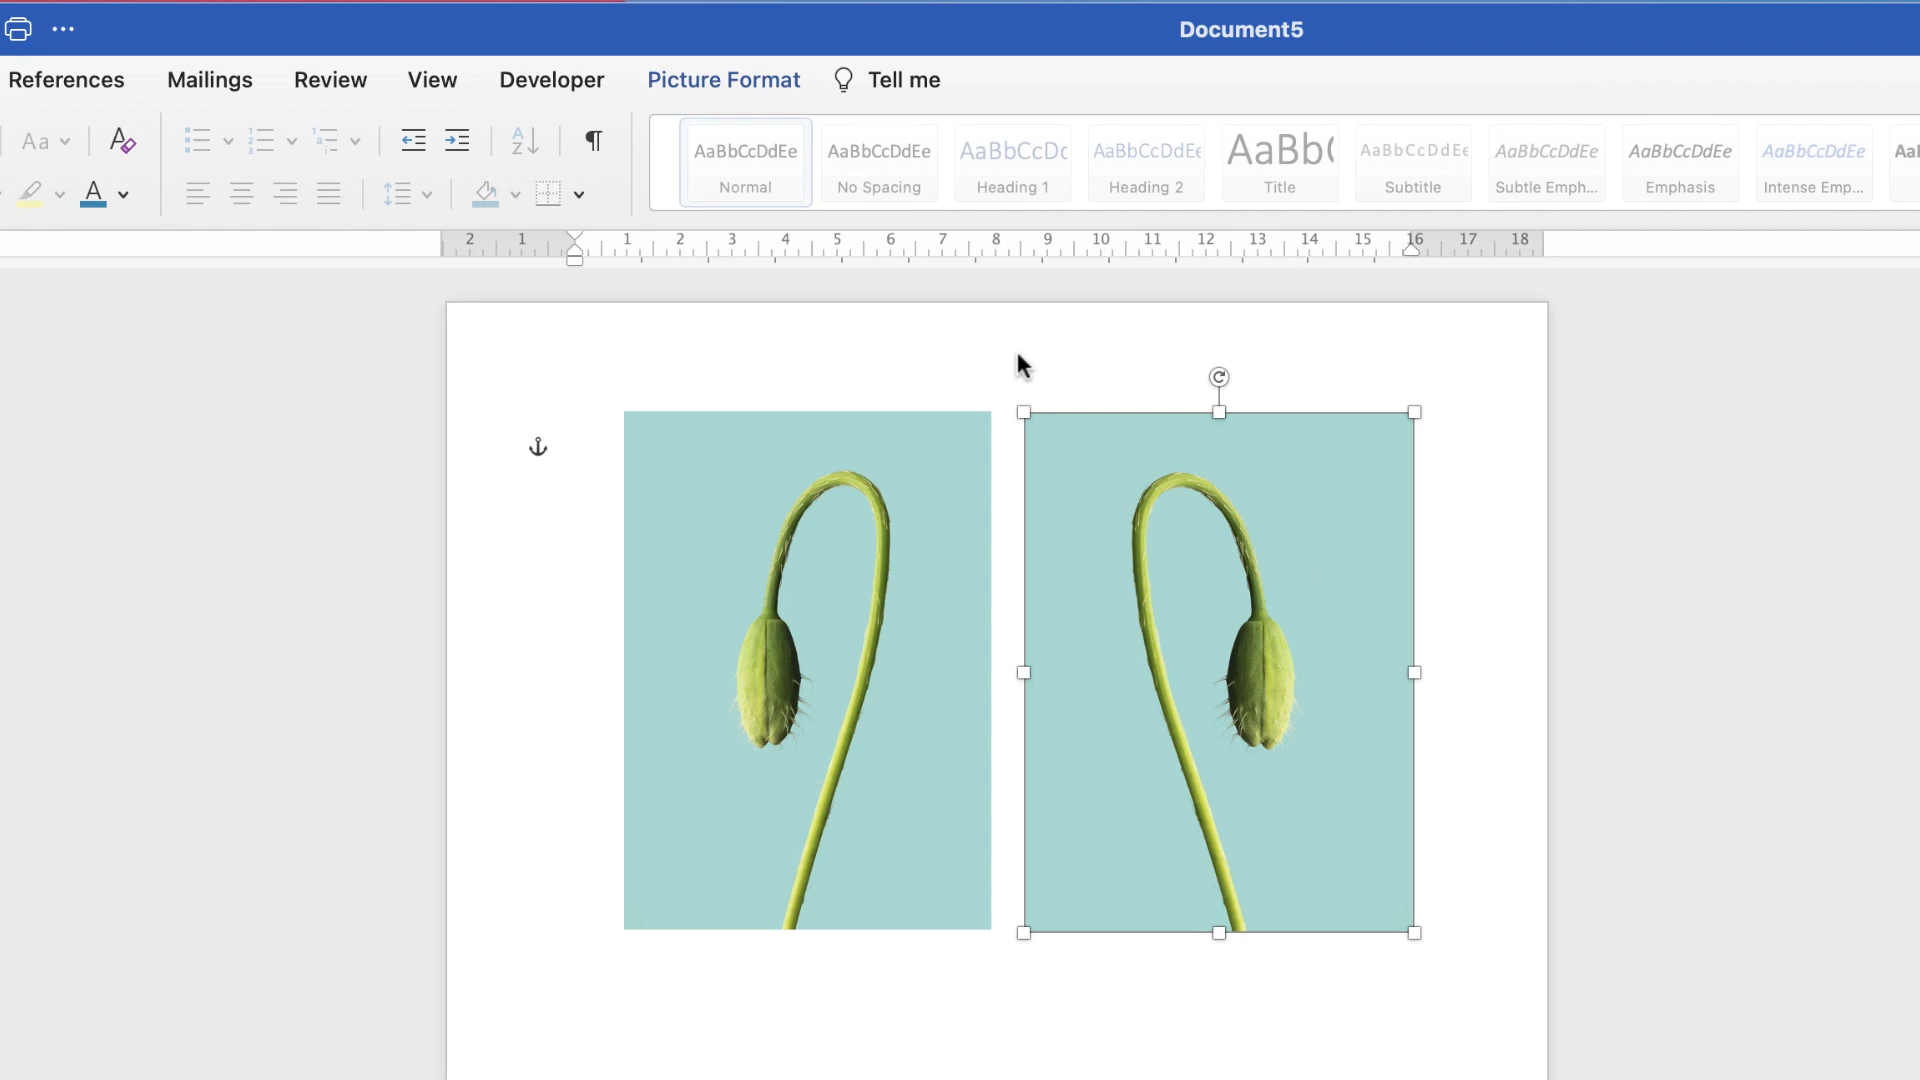 Document5
References Mailings Review View Developer Picture Format Tell me
Aa
AaBbCcDdEe AaBbCcDdEe AaBbCcDc AaBbCcDdEe AaBb( AaBbCcDdEe AaBbCcDdEe AaBbCcDdEe AaBbCcDdEe AaI
Normal No Spacing Heading 1 Heading 2 Title Subtitle Subtle Emph... Emphasis Intense Emp...
A
2 1 1 2 3 4 5 6 7 8 9 10 11 12 13 14 15 16 17 18